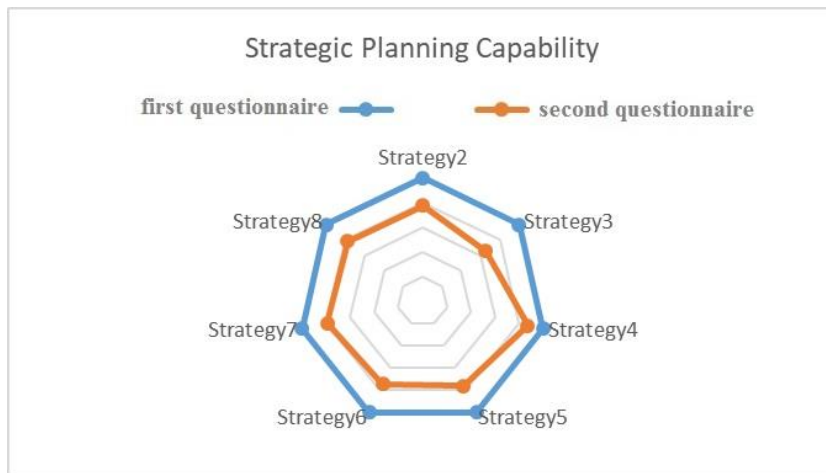 Strategic Planning Capability
first questionnaire
second questionnaire
Strategy2
Strategy8
Strategy3
Strategy7
Strategy4
Strategy6
Strategy5